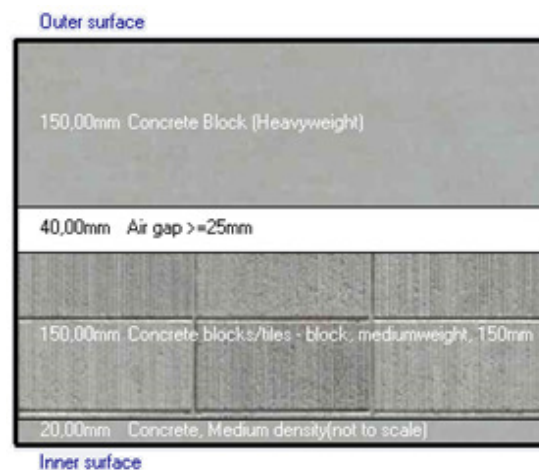 Outer surface
150,00mm Concrete Block (Heavyweight)
40,00mm Air gap >=25mm
150,00mm Concrete blocks/tiles - block, mediumweight, 150mm
20,00mm Concrete, Medium density(not to scale)
Inner surface